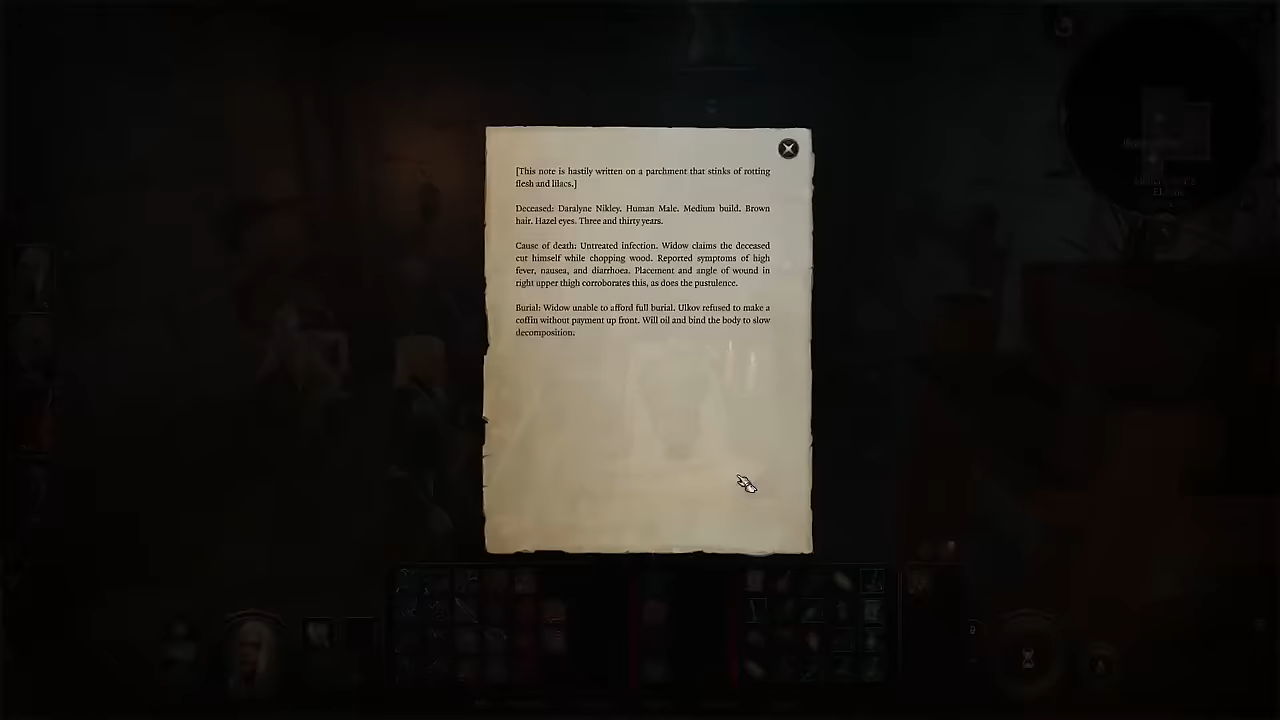 [This note is hastily written on a parchment that stinks of rotting
flesh and lilacs.]
Deceased: Daralyne Nikley. Human Male. Medium build. Brown
hair. Hazel eyes. Three and thirty years.
Cause of death: Untreated infection. Widow claims the deceased
cut himself while chopping wood. Reported symptoms of high
fever, nausea, and diarrhoea. Placement and angle of wound in
right upper thigh corroborates this, as does the pustulence.
Burial: Widow unable to afford full burial. Ulkov refused to make a
coffin without payment up front. Will oil and bind the body to slow
decomposition.